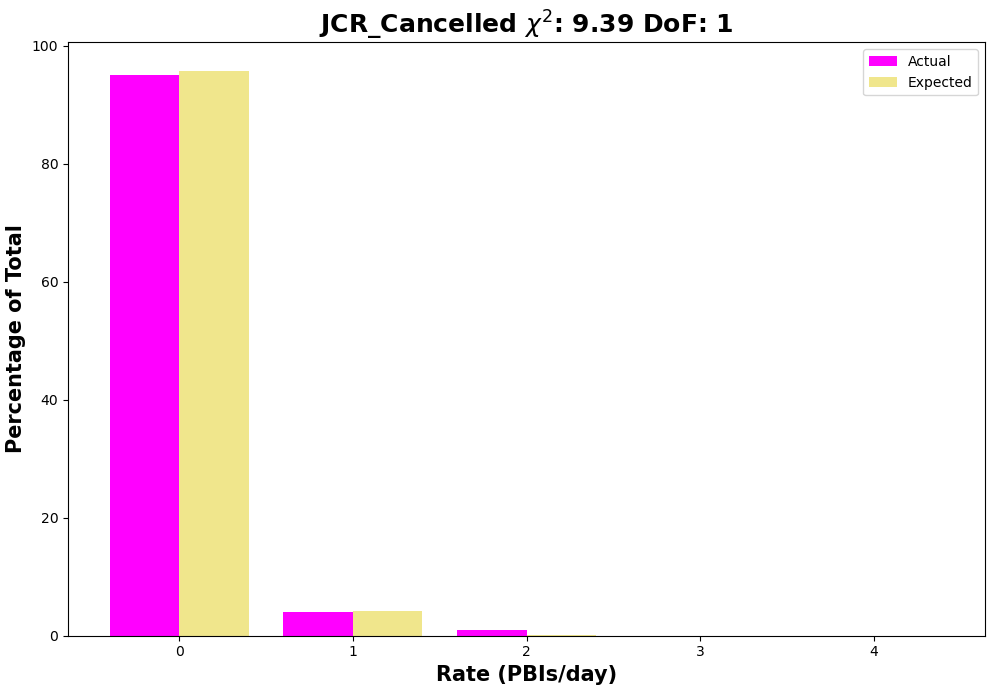 JCR_Cancelled χ²: 9.39 DoF: 1
Actual
Expected
100
80
60
40
20
0
Percentage of Total
0 1 2 3 4
Rate (PBIs/day)